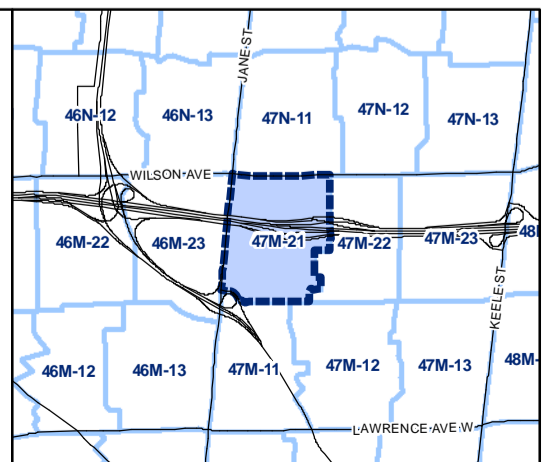 JANE ST
46N-12
46N-13
47N-11
47N-12
47N-13
WILSON AVE
46M-22
46M-23
47M-21
47M-22
47M-23
48M
KEELE ST
46M-12
46M-13
47M-11
47M-12
47M-13
48M-
LAWRENCE AVE W